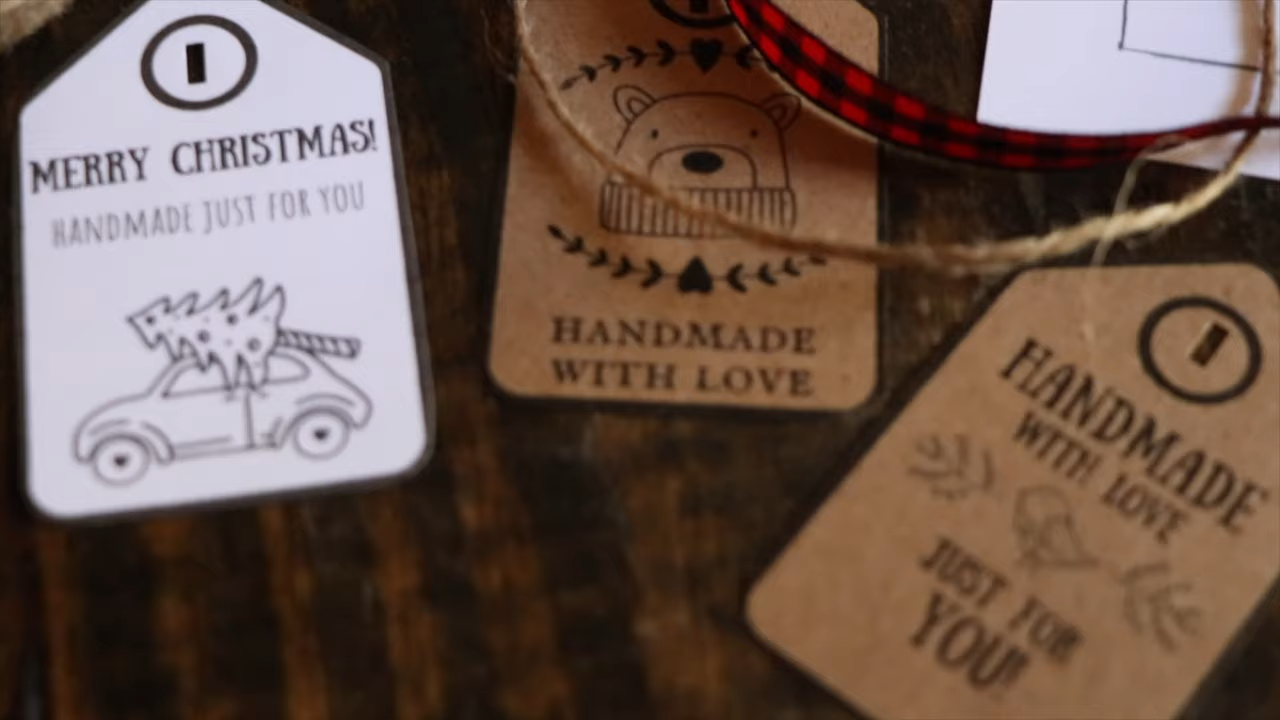 MERRY CHRISTMAS!
HANDMADE JUST FOR YOU
HANDMADE
WITH LOVE
HANDMADE
WITH LOVE
JUST FOR
YOU!